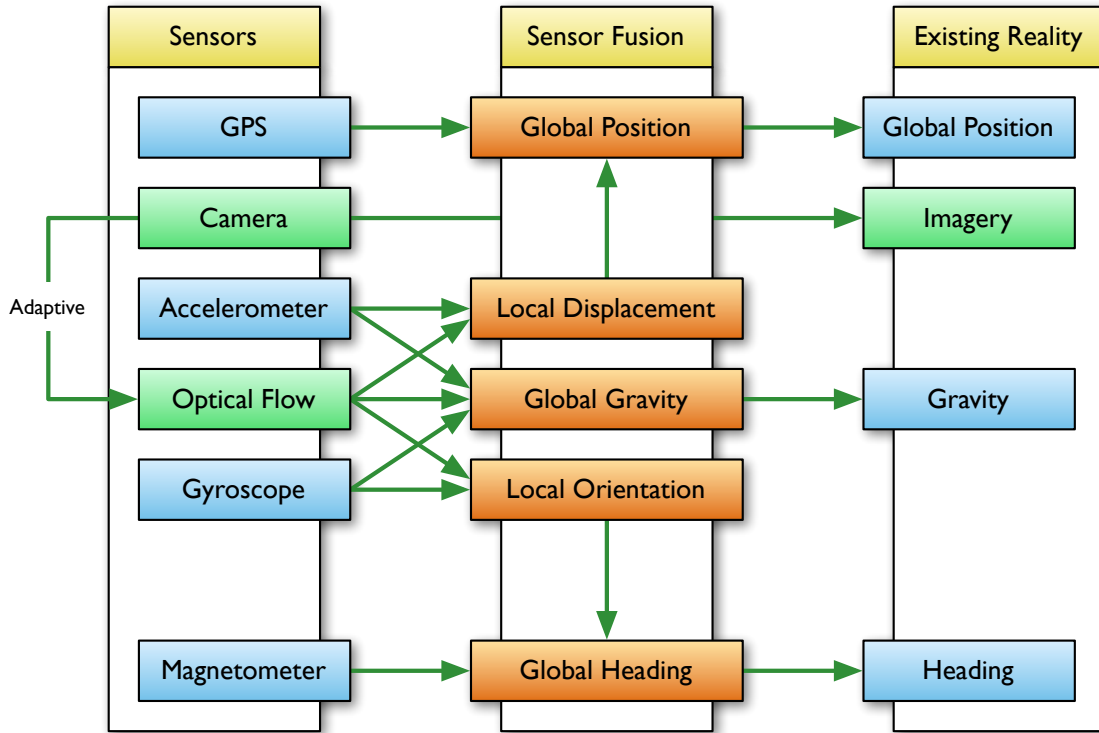 Sensors
Sensor Fusion
Existing Reality
GPS
Global Position
Global Position
Camera
Imagery
Adaptive
Accelerometer
Local Displacement
Optical Flow
Global Gravity
Gravity
Gyroscope
Local Orientation
Magnetometer
Global Heading
Heading